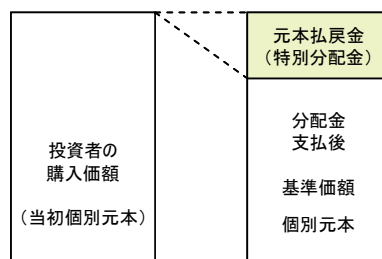 投資者の
購入価額
（当初個別元本）
元本払戻金
（特別分配金）
分配金
支払後
基準価額
個別元本